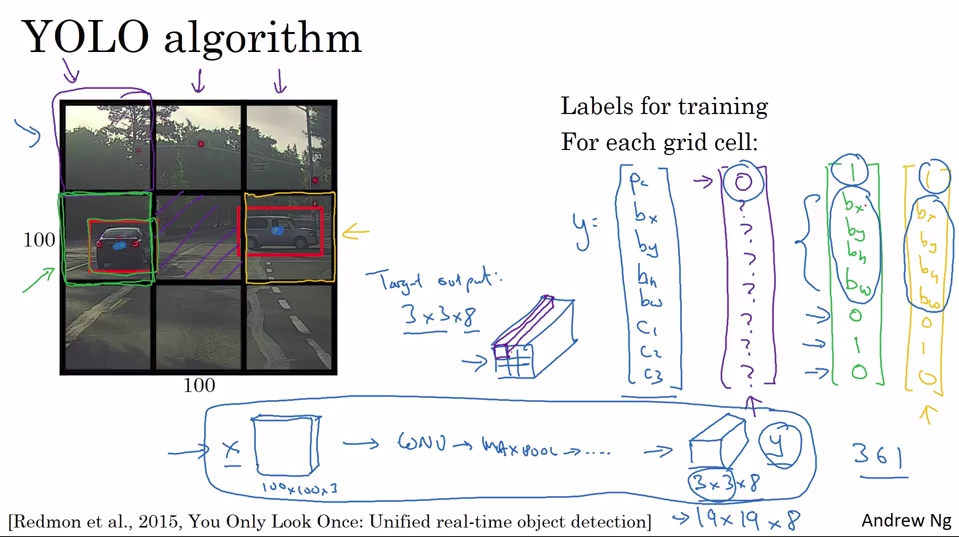 YOLO algorithm
Labels for training
For each grid cell:
y =
Pc
bx
by
bh
bw
C1
C2
C3
0
?
?
?
?
?
?
?
1
bx
by
bh
bw
0
1
0
1
bx
by
bh
bw
0
1
0
100
100
Target output:
3 x 3 x 8
x
100x100x3
CONV → MAXPOOL → ....
y
3 x 3 x 8
→ 19 x 19 x 8
361
[Redmon et al., 2015, You Only Look Once: Unified real-time object detection]
Andrew Ng